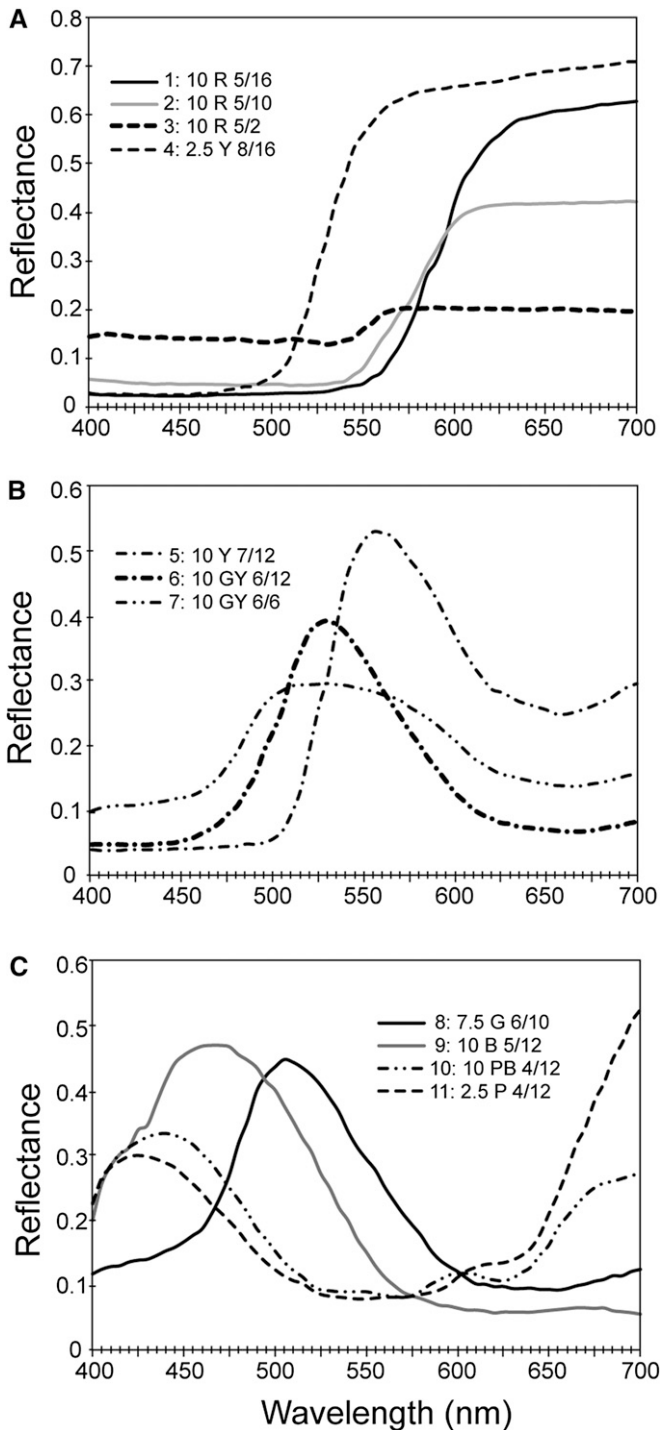 A
Reflectance
0.8
0.7
0.6
0.5
0.4
0.3
0.2
0.1
0
1: 10 R 5/16
2: 10 R 5/10
3: 10 R 5/2
4: 2.5 Y 8/16
400 450 500 550 600 650 700
B
Reflectance
0.6
0.5
0.4
0.3
0.2
0.1
0
5: 10 Y 7/12
6: 10 GY 6/12
7: 10 GY 6/6
400 450 500 550 600 650 700
C
Reflectance
0.6
0.5
0.4
0.3
0.2
0.1
0
8: 7.5 G 6/10
9: 10 B 5/12
10: 10 PB 4/12
11: 2.5 P 4/12
400 450 500 550 600 650 700
Wavelength (nm)